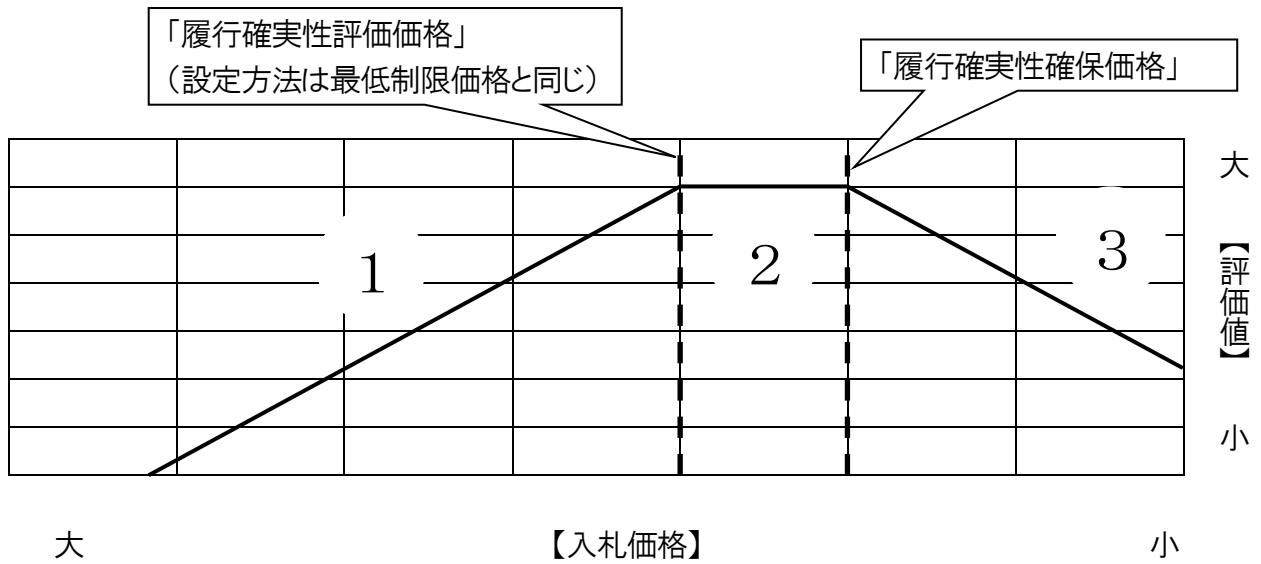 「履行確実性評価価格」
（設定方法は最低制限価格と同じ）
「履行確実性確保価格」
大
【評価値】
小
1
2
3
大
【入札価格】
小